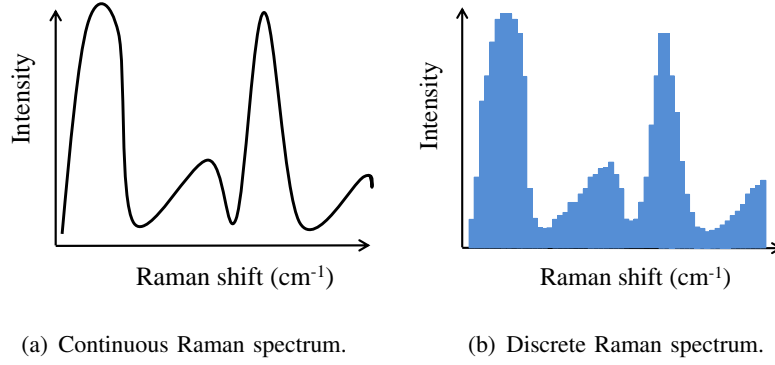 Intensity
Raman shift (cm⁻¹)
(a) Continuous Raman spectrum.
Intensity
Raman shift (cm⁻¹)
(b) Discrete Raman spectrum.